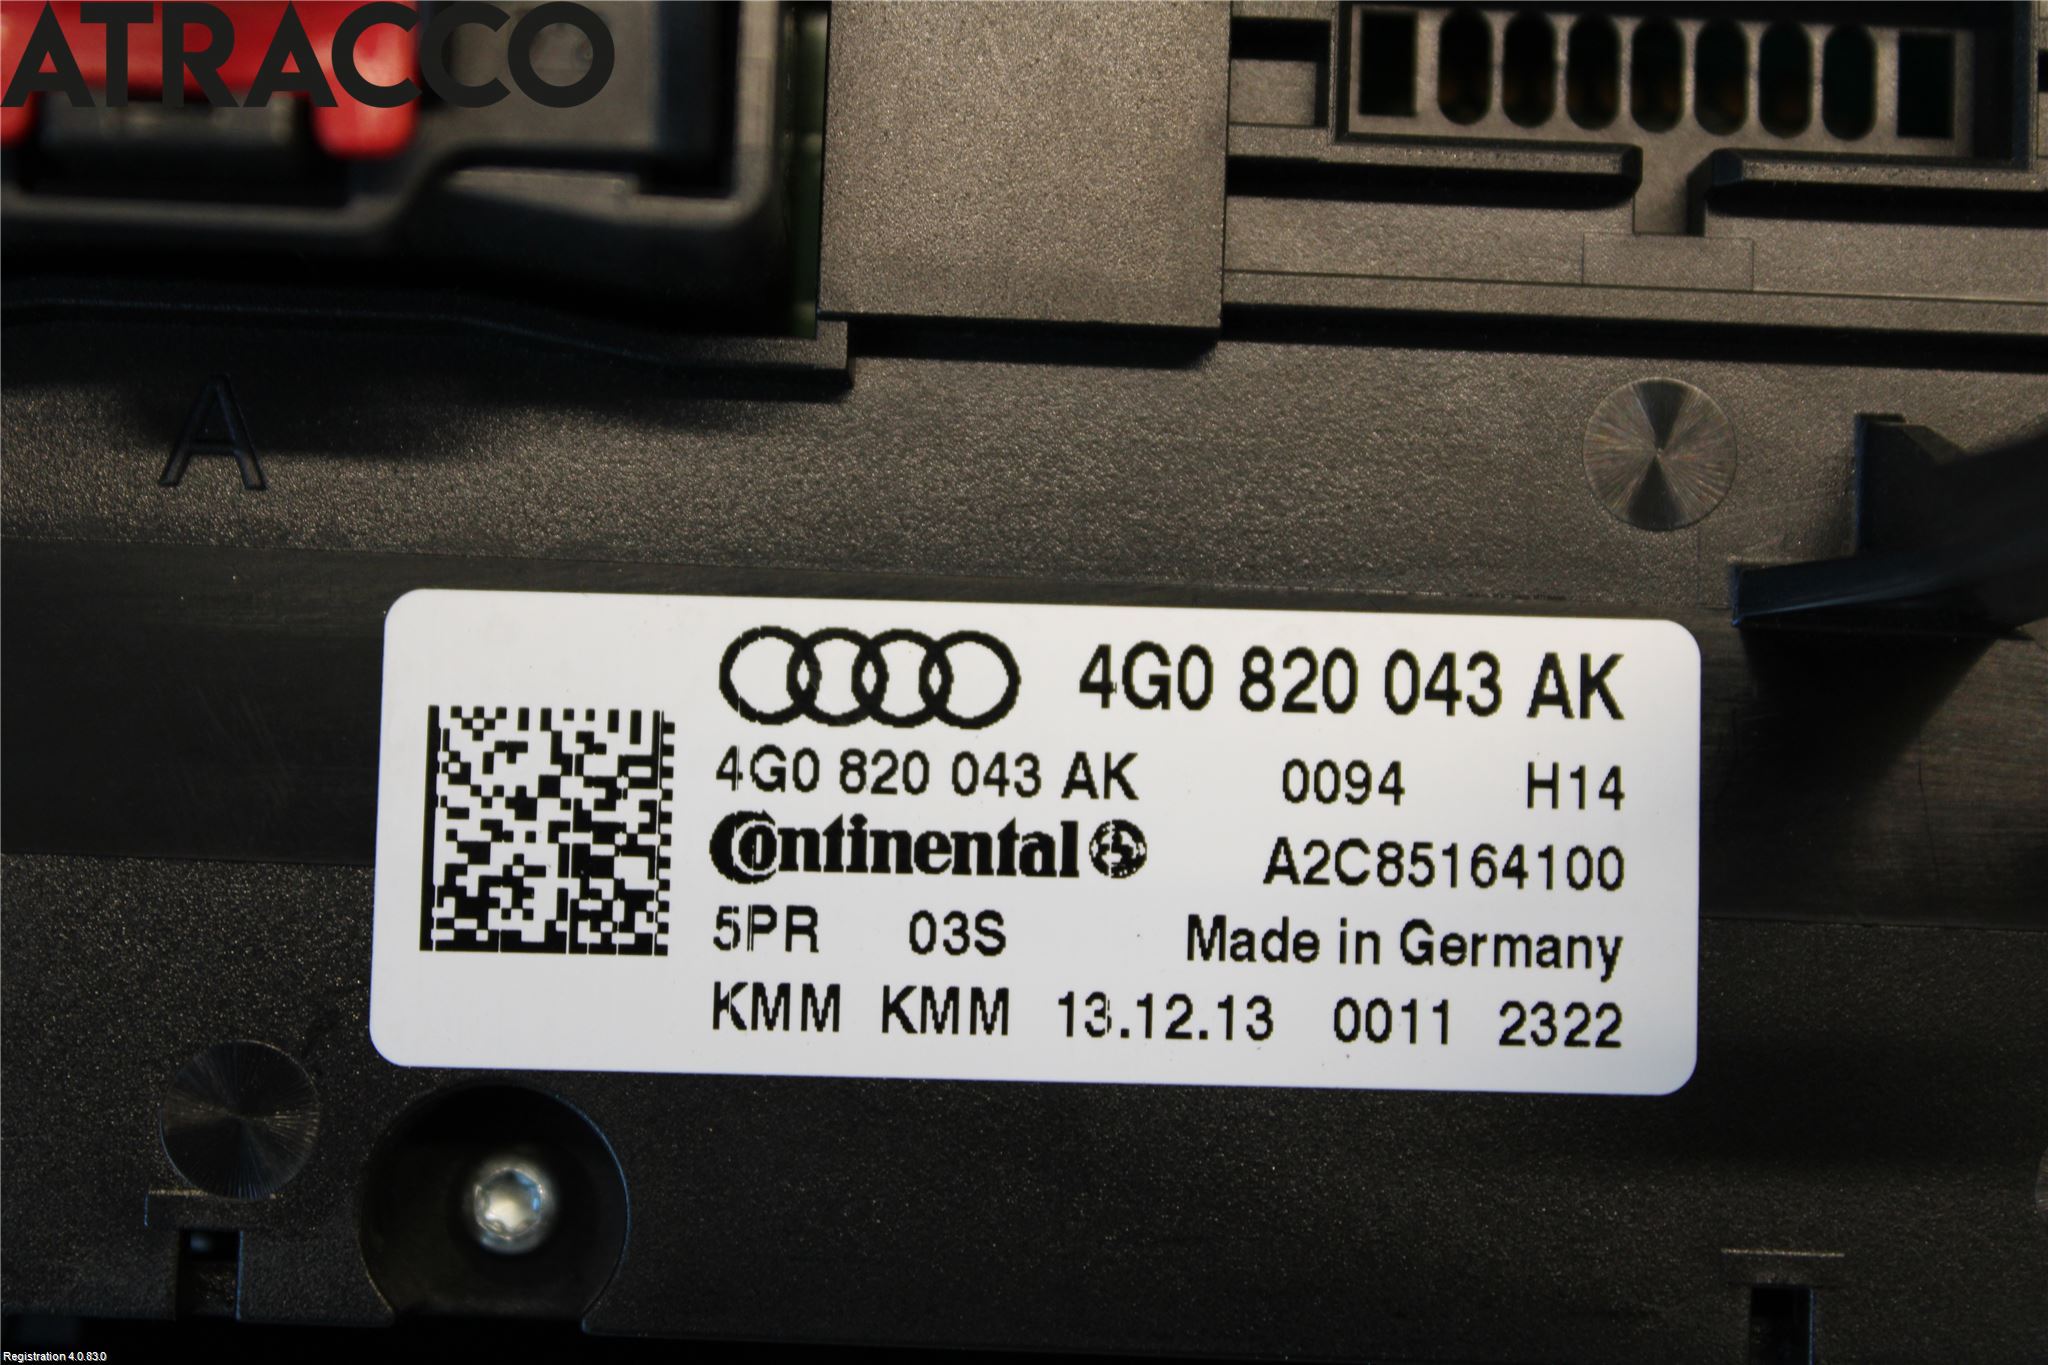 ATRACCO
A
4G0 820 043 AK
4G0 820 043 AK 0094 H14
Continental A2C85164100
5PR 03S Made in Germany
KMM KMM 13.12.13 0011 2322
Registration 4.0.83.0